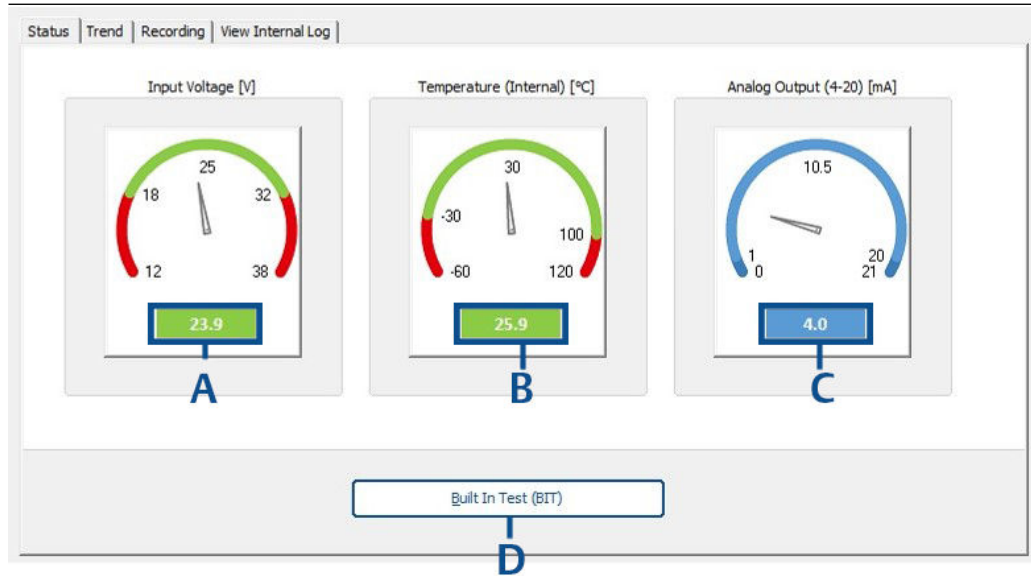 Status Trend Recording View Internal Log
Input Voltage [V] Temperature (Internal) [°C] Analog Output (4-20) [mA]
25 30 10.5
18 32 -30 100 1 20
12 38 -60 120 0 21
23.9 25.9 4.0
A B C
Built In Test (BIT)
D